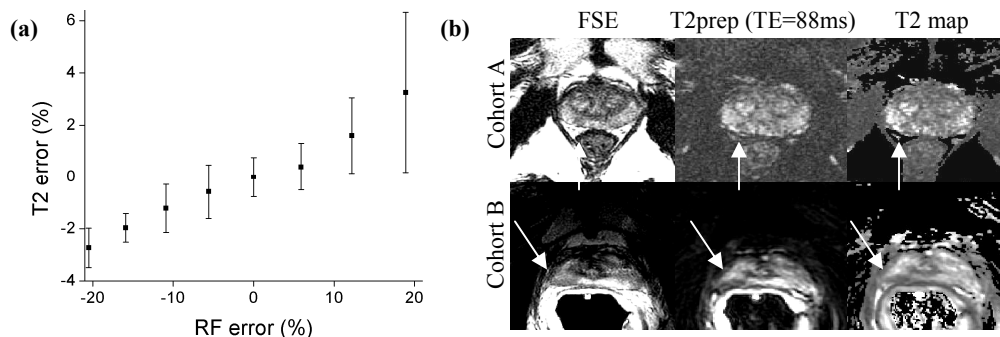 (a)
6
4
2
0
-2
-4
-20
-10
0
10
20
T2 error (%)
RF error (%)
(b)
FSE
T2prep (TE=88ms)
T2 map
Cohort A
Cohort B